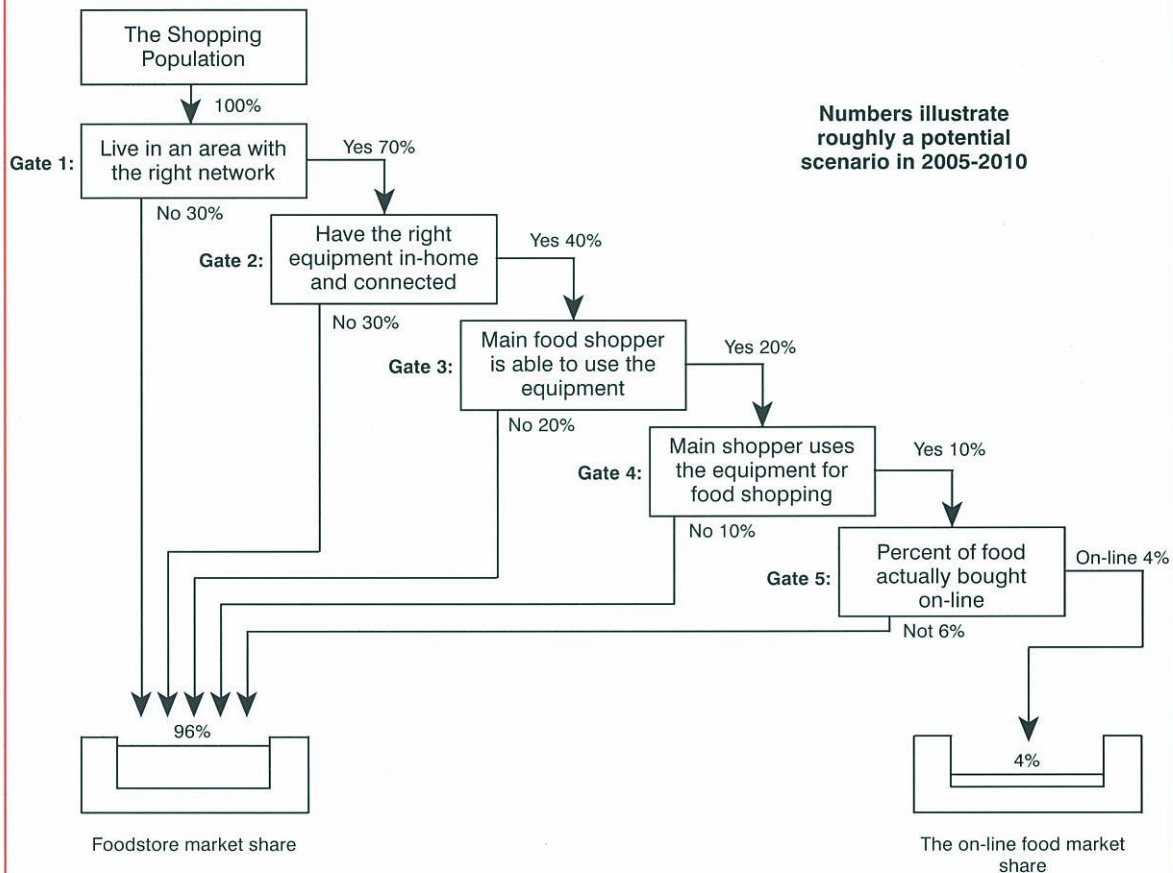 The Shopping
Population
100%
Numbers illustrate
roughly a potential
scenario in 2005-2010
Gate 1:
Live in an area with
the right network
Yes 70%
No 30%
Gate 2:
Have the right
equipment in-home
and connected
Yes 40%
No 30%
Gate 3:
Main food shopper
is able to use the
equipment
Yes 20%
No 20%
Gate 4:
Main shopper uses
the equipment for
food shopping
Yes 10%
No 10%
Gate 5:
Percent of food
actually bought
on-line
On-line 4%
Not 6%
96%
4%
Foodstore market share
The on-line food market
share